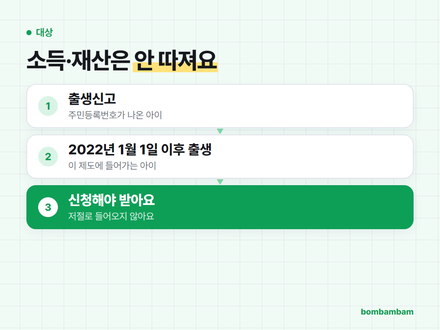 대상
소득·재산은 안 따져요
1
출생신고
주민등록번호가 나온 아이
2
2022년 1월 1일 이후 출생
이 제도에 들어가는 아이
3
신청해야 받아요
저절로 들어오지 않아요
bombambam